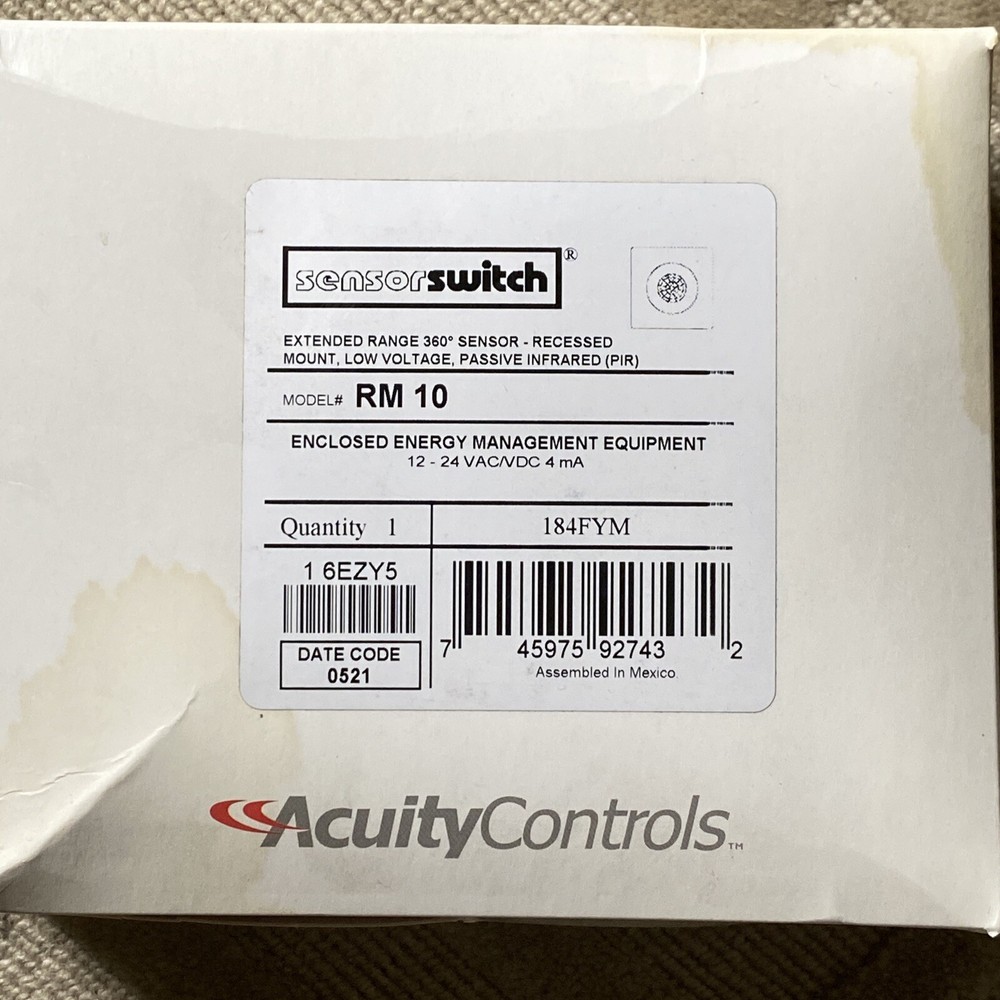 sensorswitch®
EXTENDED RANGE 360° SENSOR - RECESSED
MOUNT, LOW VOLTAGE, PASSIVE INFRARED (PIR)
MODEL# RM 10
ENCLOSED ENERGY MANAGEMENT EQUIPMENT
12 - 24 VAC/VDC 4 mA
Quantity 1
184FYM
1 6EZY5
DATE CODE
0521
7 45975 92743 2
Assembled In Mexico
AcuityControls™